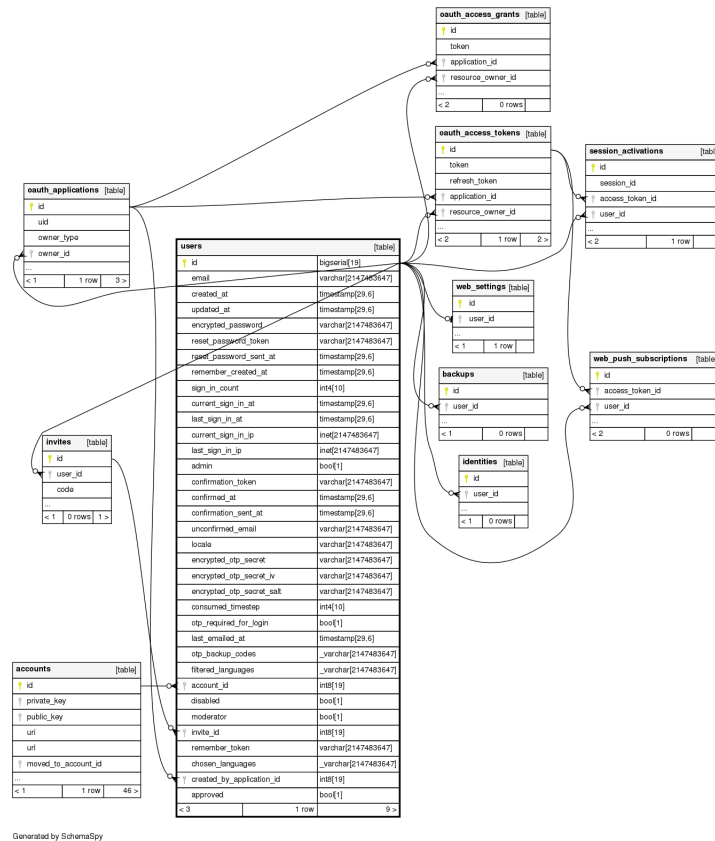 oauth_access_grants [table]
id
token
application_id
resource_owner_id
...
< 2 0 rows
oauth_access_tokens [table]
id
token
refresh_token
application_id
resource_owner_id
...
< 2 1 row 2 >
session_activations [tabl
id
session_id
access_token_id
user_id
...
< 2 1 row
oauth_applications [table]
id
uid
owner_type
owner_id
...
< 1 1 row 3 >
users [table]
id bigserial[19]
email varchar[2147483647]
created_at timestamp[29,6]
updated_at timestamp[29,6]
encrypted_password varchar[2147483647]
reset_password_token varchar[2147483647]
reset_password_sent_at timestamp[29,6]
remember_created_at timestamp[29,6]
sign_in_count int4[10]
current_sign_in_at timestamp[29,6]
last_sign_in_at timestamp[29,6]
current_sign_in_ip inet[2147483647]
last_sign_in_ip inet[2147483647]
admin bool[1]
confirmation_token varchar[2147483647]
confirmed_at timestamp[29,6]
confirmation_sent_at timestamp[29,6]
unconfirmed_email varchar[2147483647]
locale varchar[2147483647]
encrypted_otp_secret varchar[2147483647]
encrypted_otp_secret_iv varchar[2147483647]
encrypted_otp_secret_salt varchar[2147483647]
consumed_timestep int4[10]
otp_required_for_login bool[1]
last_emailed_at timestamp[29,6]
otp_backup_codes _varchar[2147483647]
filtered_languages _varchar[2147483647]
account_id int8[19]
disabled bool[1]
moderator bool[1]
invite_id int8[19]
remember_token varchar[2147483647]
chosen_languages _varchar[2147483647]
created_by_application_id int8[19]
approved bool[1]
< 3 1 row 9 >
web_settings [table]
id
user_id
...
< 1 1 row
backups [table]
id
user_id
...
< 1 0 rows
web_push_subscriptions [table
id
access_token_id
user_id
...
< 2 0 rows
identities [table]
id
user_id
...
< 1 0 rows
invites [table]
id
user_id
code
...
< 1 0 rows 1 >
accounts [table]
id
private_key
public_key
uri
url
moved_to_account_id
...
< 1 1 row 46 >
Generated by SchemaSpy